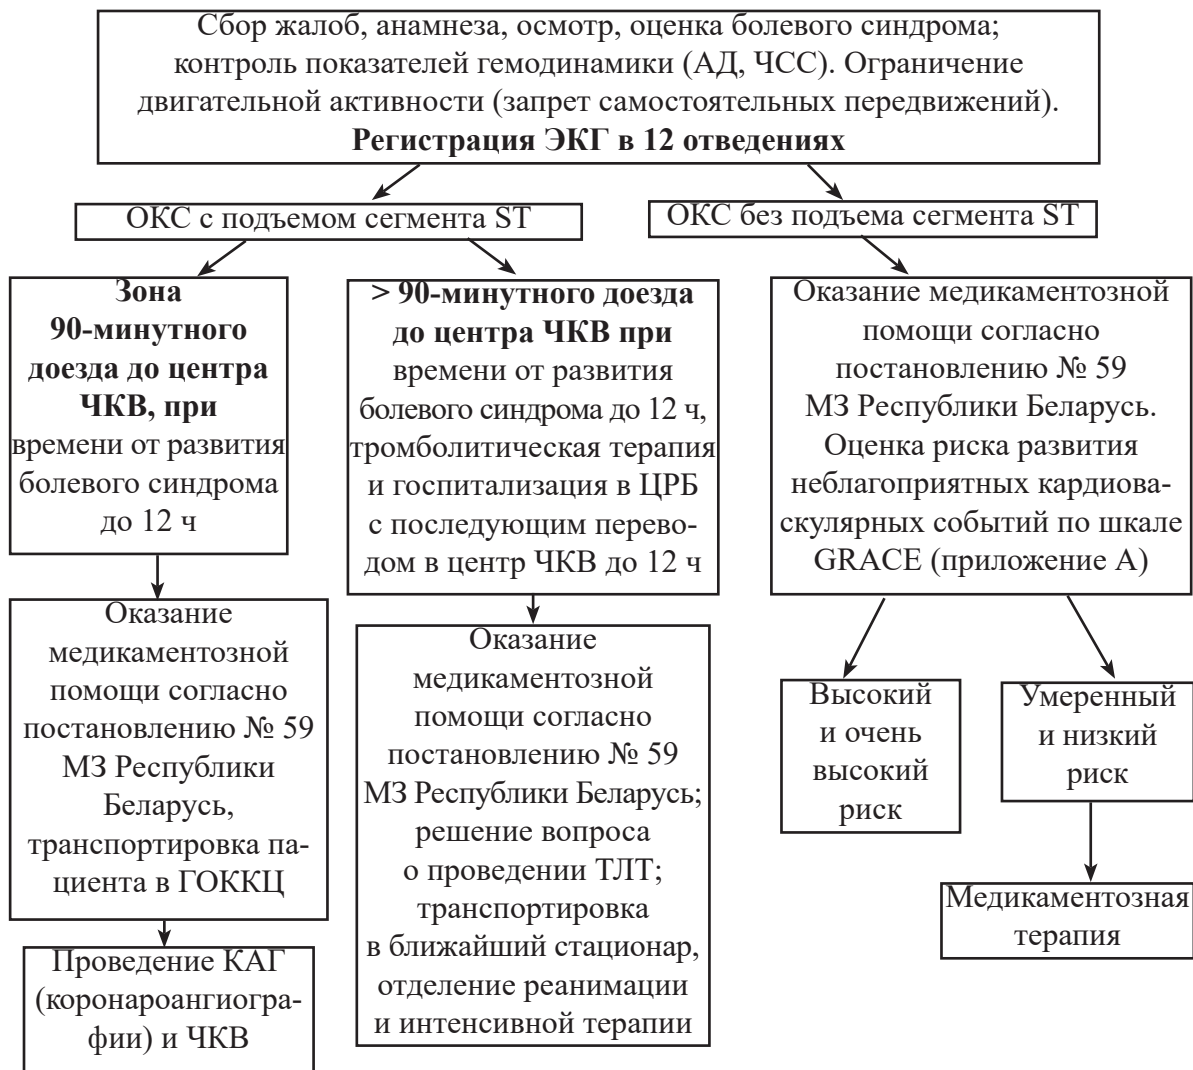 Сбор жалоб, анамнеза, осмотр, оценка болевого синдрома;
контроль показателей гемодинамики (АД, ЧСС). Ограничение
двигательной активности (запрет самостоятельных передвижений).
Регистрация ЭКГ в 12 отведениях
ОКС с подъемом сегмента ST
ОКС без подъема сегмента ST
Зона
90-минутного
доезда до центра
ЧКВ, при
времени от развития
болевого синдрома
до 12 ч
> 90-минутного доезда
до центра ЧКВ при
времени от развития
болевого синдрома до 12 ч,
тромболитическая терапия
и госпитализация в ЦРБ
с последующим перево-
дом в центр ЧКВ до 12 ч
Оказание медикаментозной
помощи согласно
постановлению № 59
МЗ Республики Беларусь.
Оценка риска развития
неблагоприятных кардиова-
скулярных событий по шкале
GRACE (приложение А)
Оказание
медикаментозной
помощи согласно
постановлению № 59
МЗ Республики
Беларусь,
транспортировка па-
циента в ГОККЦ
Оказание
медикаментозной
помощи согласно
постановлению № 59
МЗ Республики Беларусь;
решение вопроса
о проведении ТЛТ;
транспортировка
в ближайший стационар,
отделение реанимации
и интенсивной терапии
Высокий
и очень
высокий
риск
Умеренный
и низкий
риск
Медикаментозная
терапия
Проведение КАГ
(коронароангиогра-
фии) и ЧКВ